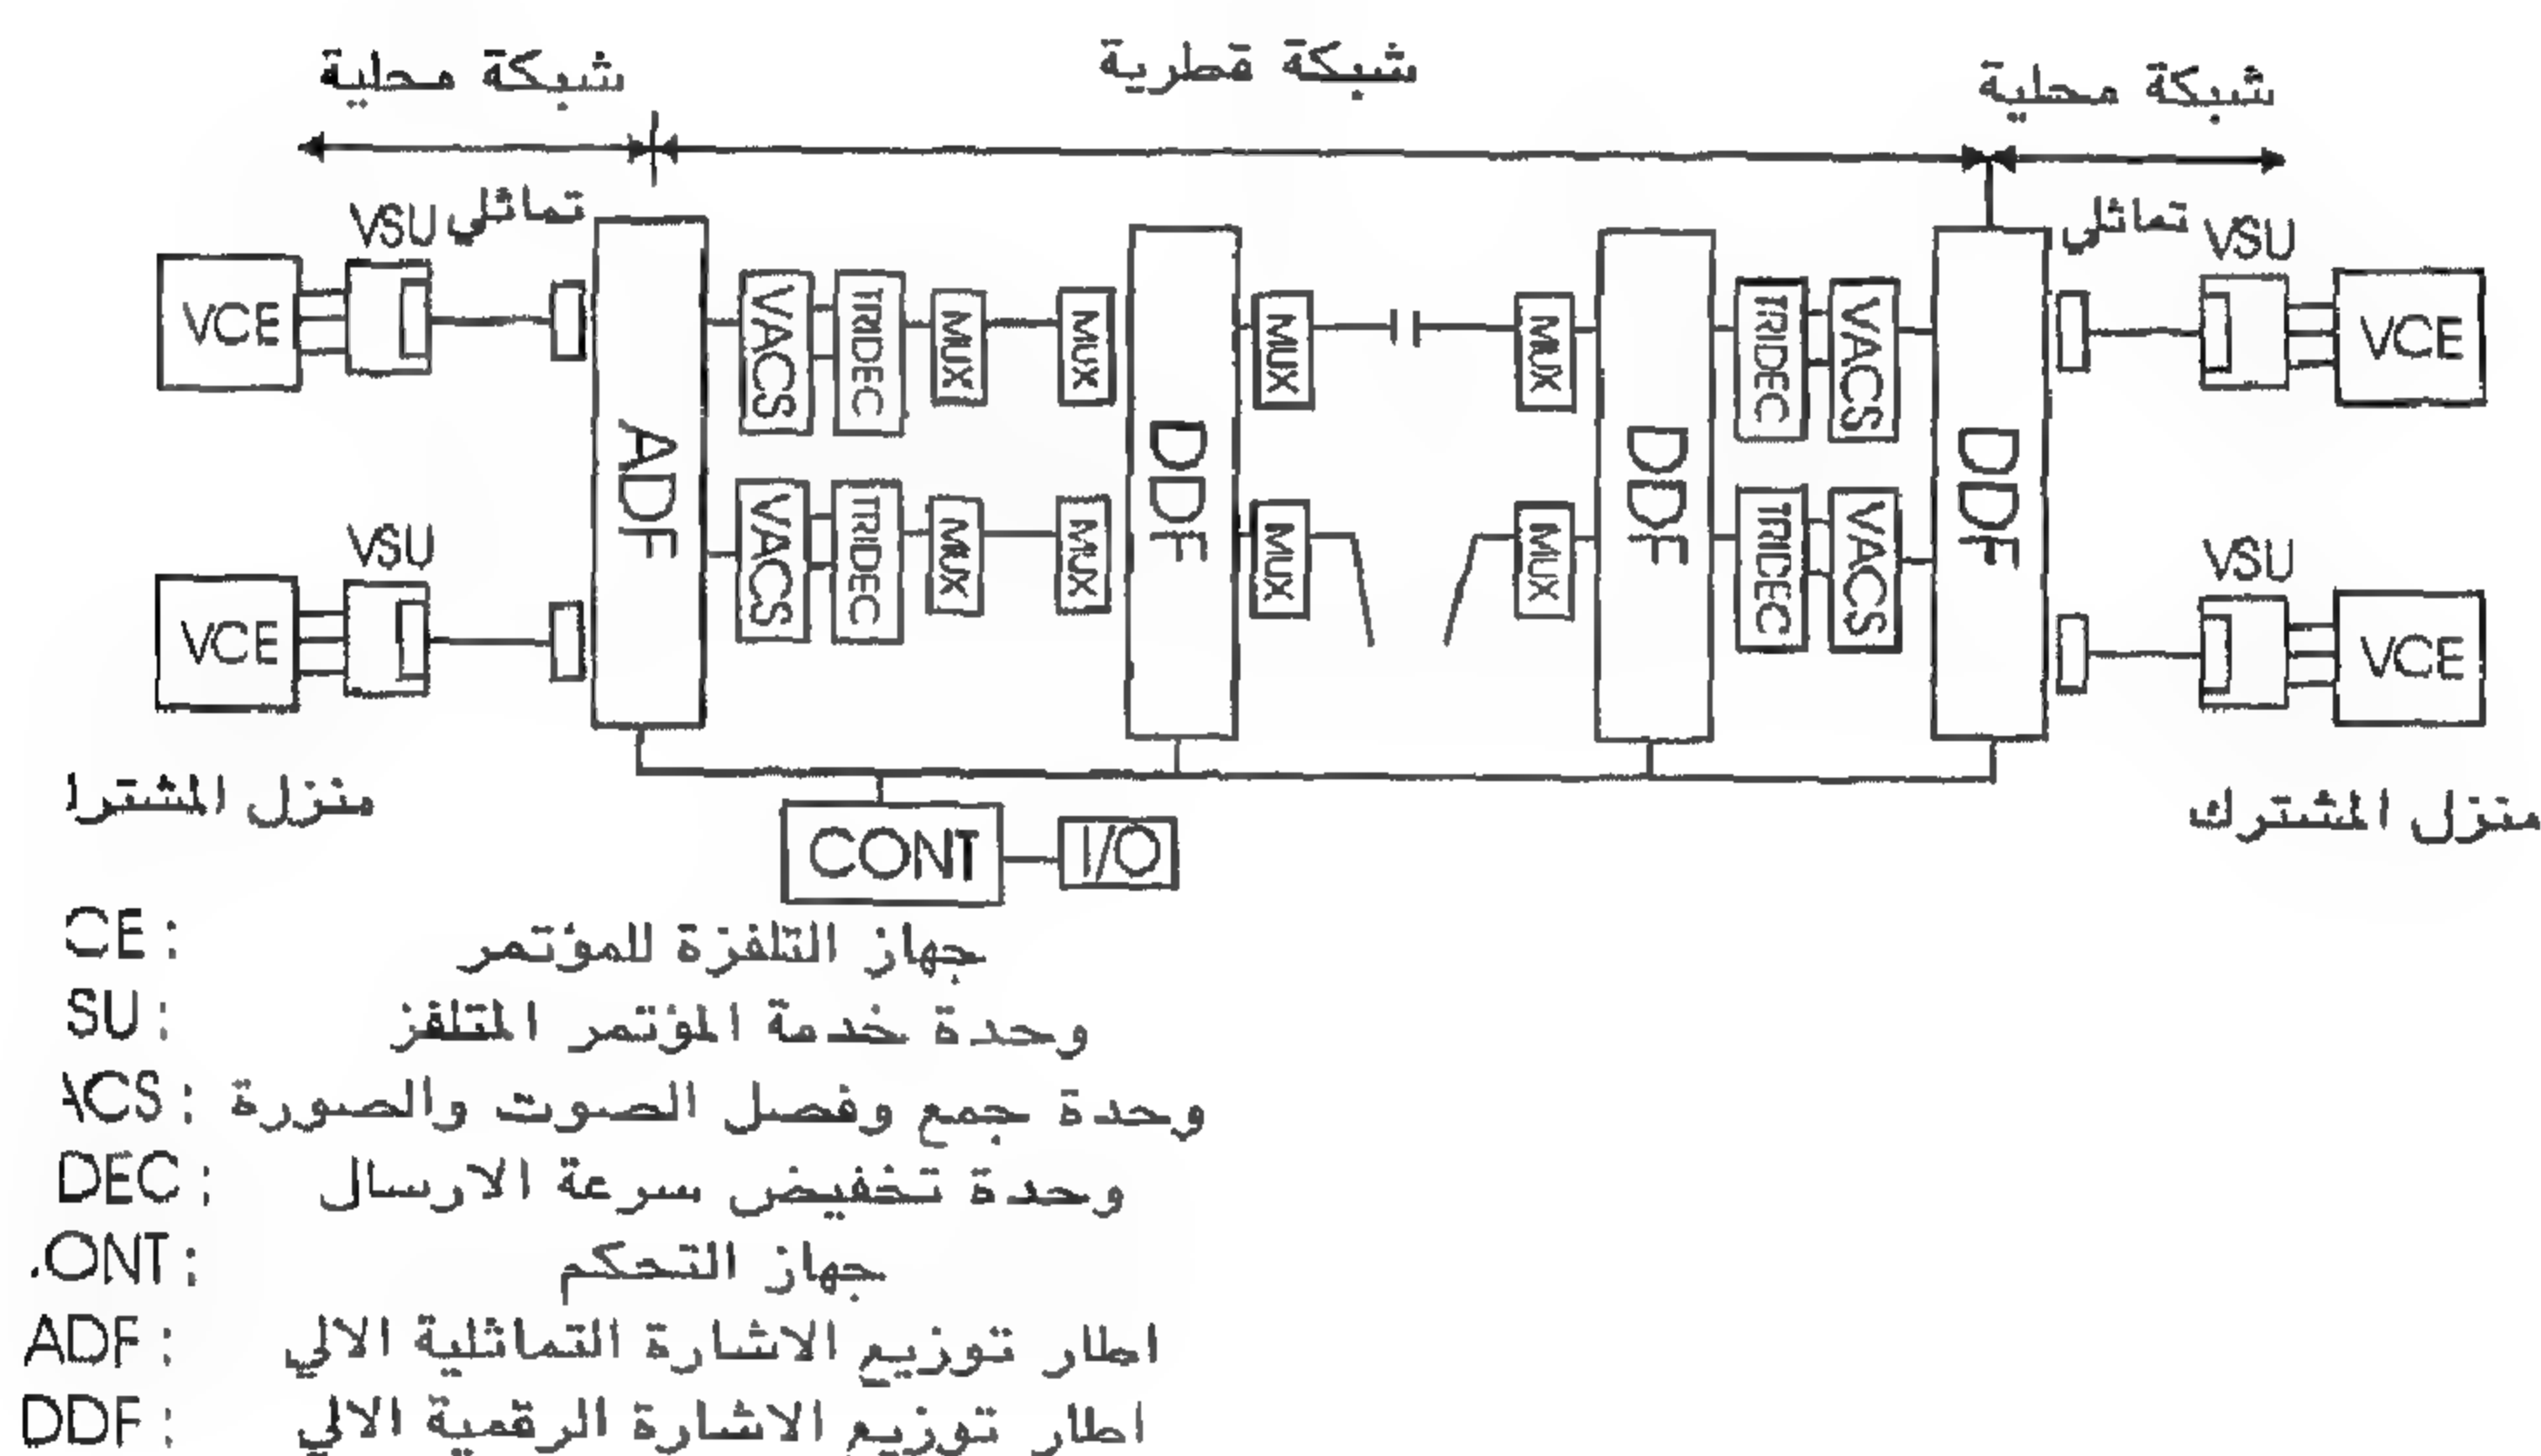 شبكة محلية
شبكة قطرية
شبكة محلية
VSU تماثلي
تماثلي VSU
VCE
VACS
TRIDEC
MUX
MUX
MUX
MUX
TRIDEC
VACS
VCE
ADF
DDF
DDF
DDF
VSU
VSU
VCE
VACS
TRIDEC
MUX
MUX
MUX
MUX
TRIDEC
VACS
VCE
منزل المشترا
منزل المشترك
CONT
I/O
CE : جهاز التلفزة للمؤتمر
SU : وحدة خدمة المؤتمر المتلفز
ACS : وحدة جمع وفصل الصوت والصورة
DEC : وحدة تخفيض سرعة الارسال
ONT : جهاز التحكم
ADF : اطار توزيع الاشارة التماثلية الالي
DDF : اطار توزيع الاشارة الرقمية الالي